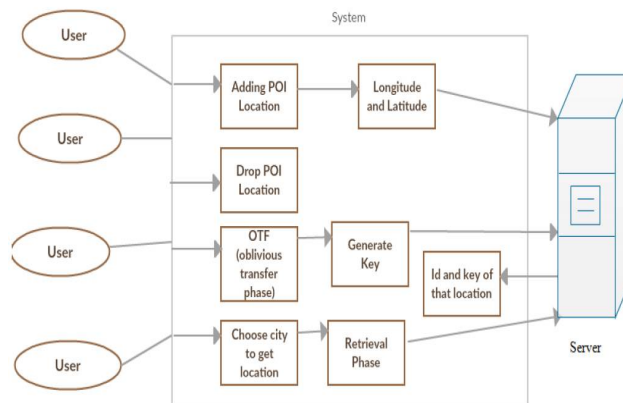 System
User
Adding POI
Location
Longitude
and Latitude
User
Drop POI
Location
User
OTF
(oblivious
transfer
phase)
Generate
Key
Id and key of
that location
User
Choose city
to get
location
Retrieval
Phase
Server